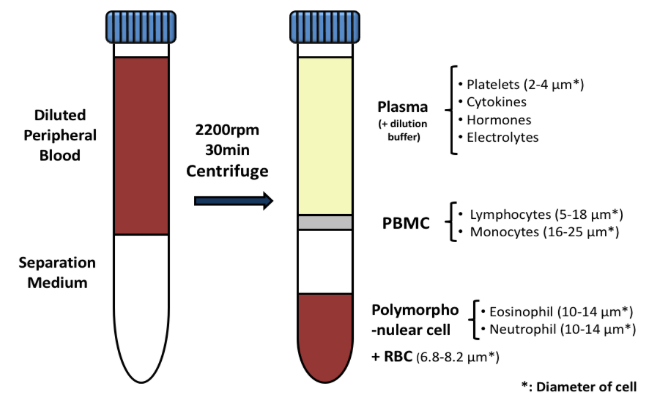 Diluted
Peripheral
Blood
Separation
Medium
2200rpm
30min
Centrifuge
Plasma
(+ dilution
buffer)
• Platelets (2-4 µm*)
• Cytokines
• Hormones
• Electrolytes
PBMC
• Lymphocytes (5-18 µm*)
• Monocytes (16-25 µm*)
Polymorpho
-nulear cell
• Eosinophil (10-14 µm*)
• Neutrophil (10-14 µm*)
+ RBC (6.8-8.2 µm*)
*: Diameter of cell